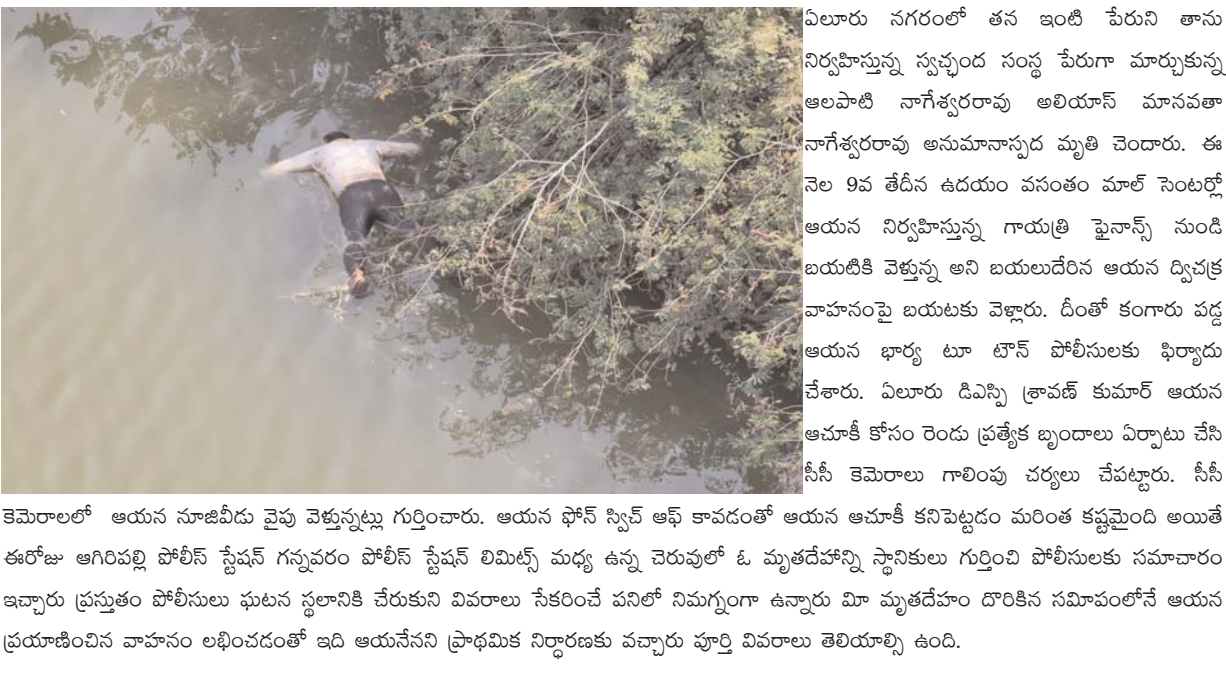 ఏలూరు నగరంలో తన ఇంటి పేరుని తాను
నిర్వహిస్తున్న స్వచ్ఛంద సంస్థ పేరుగా మార్చుకున్న
ఆలపాటి నాగేశ్వరరావు అలియాస్ మానవతా
నాగేశ్వరరావు అనుమానాస్పద మృతి చెందారు. ఈ
నెల 9వ తేదీన ఉదయం వసంతం మాల్ సెంటర్లో
ఆయన నిర్వహిస్తున్న గాయత్రి ఫైనాన్స్ నుండి
బయటికి వెళ్తున్న అని బయలుదేరిన ఆయన ద్విచక్ర
వాహనంపై బయటకు వెళ్లారు. దీంతో కంగారు పడ్డ
ఆయన భార్య టూ టౌన్ పోలీసులకు ఫిర్యాదు
చేశారు. ఏలూరు డిఎస్పి శ్రావణ్ కుమార్ ఆయన
ఆచూకీ కోసం రెండు ప్రత్యేక బృందాలు ఏర్పాటు చేసి
సీసీ కెమెరాలు గాలింపు చర్యలు చేపట్టారు. సీసీ
కెమెరాలలో ఆయన నూజివీడు వైపు వెళ్తున్నట్లు గుర్తించారు. ఆయన ఫోన్ స్విచ్ ఆఫ్ కావడంతో ఆయన ఆచూకీ కనిపెట్టడం మరింత కష్టమైంది అయితే
ఈరోజు ఆగిరిపల్లి పోలీస్ స్టేషన్ గన్నవరం పోలీస్ స్టేషన్ లిమిట్స్ మధ్య ఉన్న చెరువులో ఓ మృతదేహాన్ని స్థానికులు గుర్తించి పోలీసులకు సమాచారం
ఇచ్చారు ప్రస్తుతం పోలీసులు ఘటన స్థలానికి చేరుకుని వివరాలు సేకరించే పనిలో నిమగ్నంగా ఉన్నారు మీ మృతదేహం దొరికిన సమీపంలోనే ఆయన
ప్రయాణించిన వాహనం లభించడంతో ఇది ఆయనేనని ప్రాథమిక నిర్ధారణకు వచ్చారు పూర్తి వివరాలు తెలియాల్సి ఉంది.